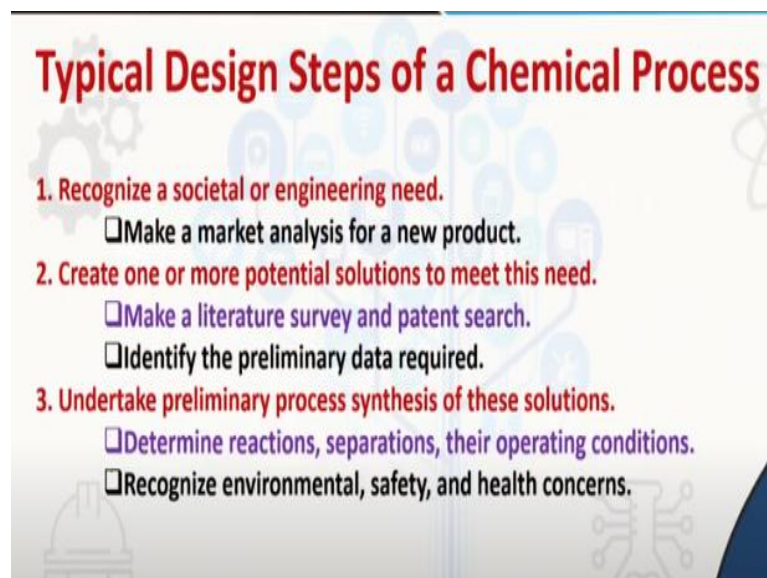 Typical Design Steps of a Chemical Process
1. Recognize a societal or engineering need.
❑Make a market analysis for a new product.
2. Create one or more potential solutions to meet this need.
❑Make a literature survey and patent search.
❑Identify the preliminary data required.
3. Undertake preliminary process synthesis of these solutions.
❑Determine reactions, separations, their operating conditions.
❑Recognize environmental, safety, and health concerns.